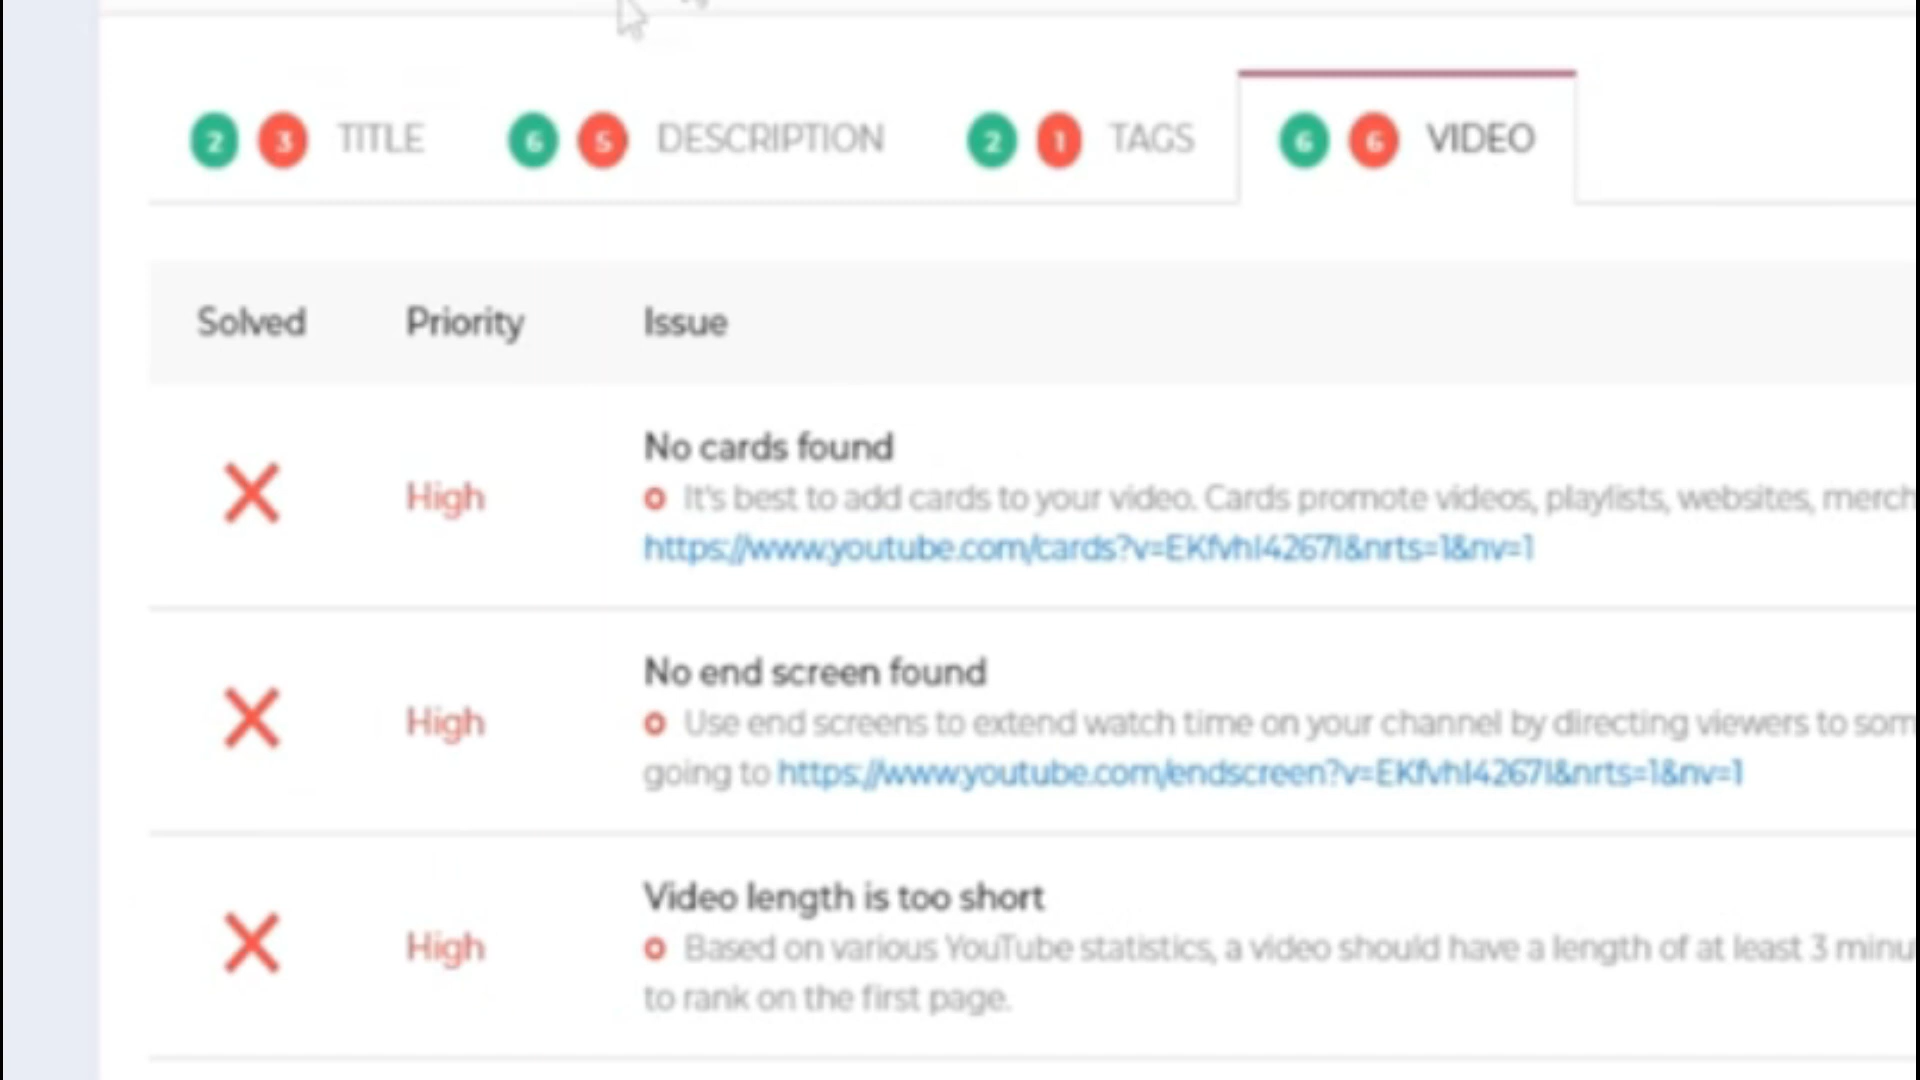 2 3 TITLE 6 5 DESCRIPTION 2 1 TAGS 6 6 VIDEO
Solved Priority Issue
No cards found
High It's best to add cards to your video. Cards promote videos, playlists, websites, merch
https://www.youtube.com/cards?v=EKfvhI4267I&nrts=1&nv=1
No end screen found
High Use end screens to extend watch time on your channel by directing viewers to som
going to https://www.youtube.com/endscreen?v=EKfvhI4267I&nrts=1&nv=1
Video length is too short
High Based on various YouTube statistics, a video should have a length of at least 3 minu
to rank on the first page.